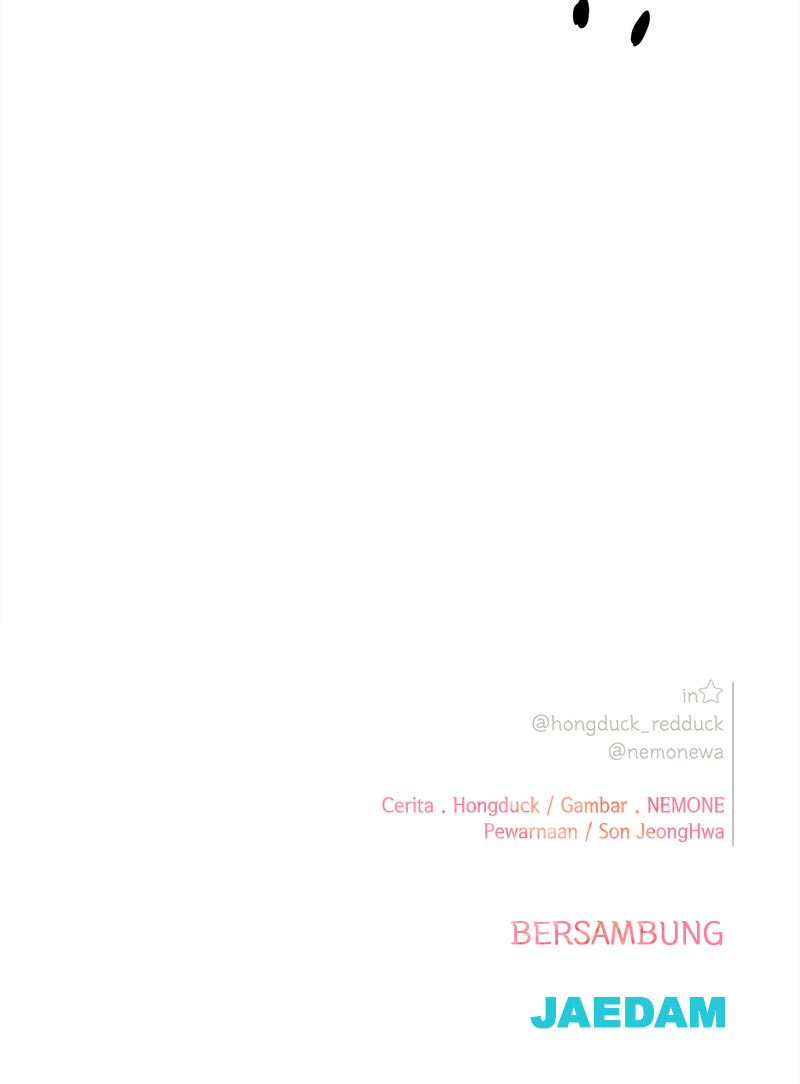 in☆
@hongduck_redduck
@nemonewa
Cerita . Hongduck / Gambar . NEMONE
Pewarnaan / Son JeongHwa
BERSAMBUNG
JAEDAM